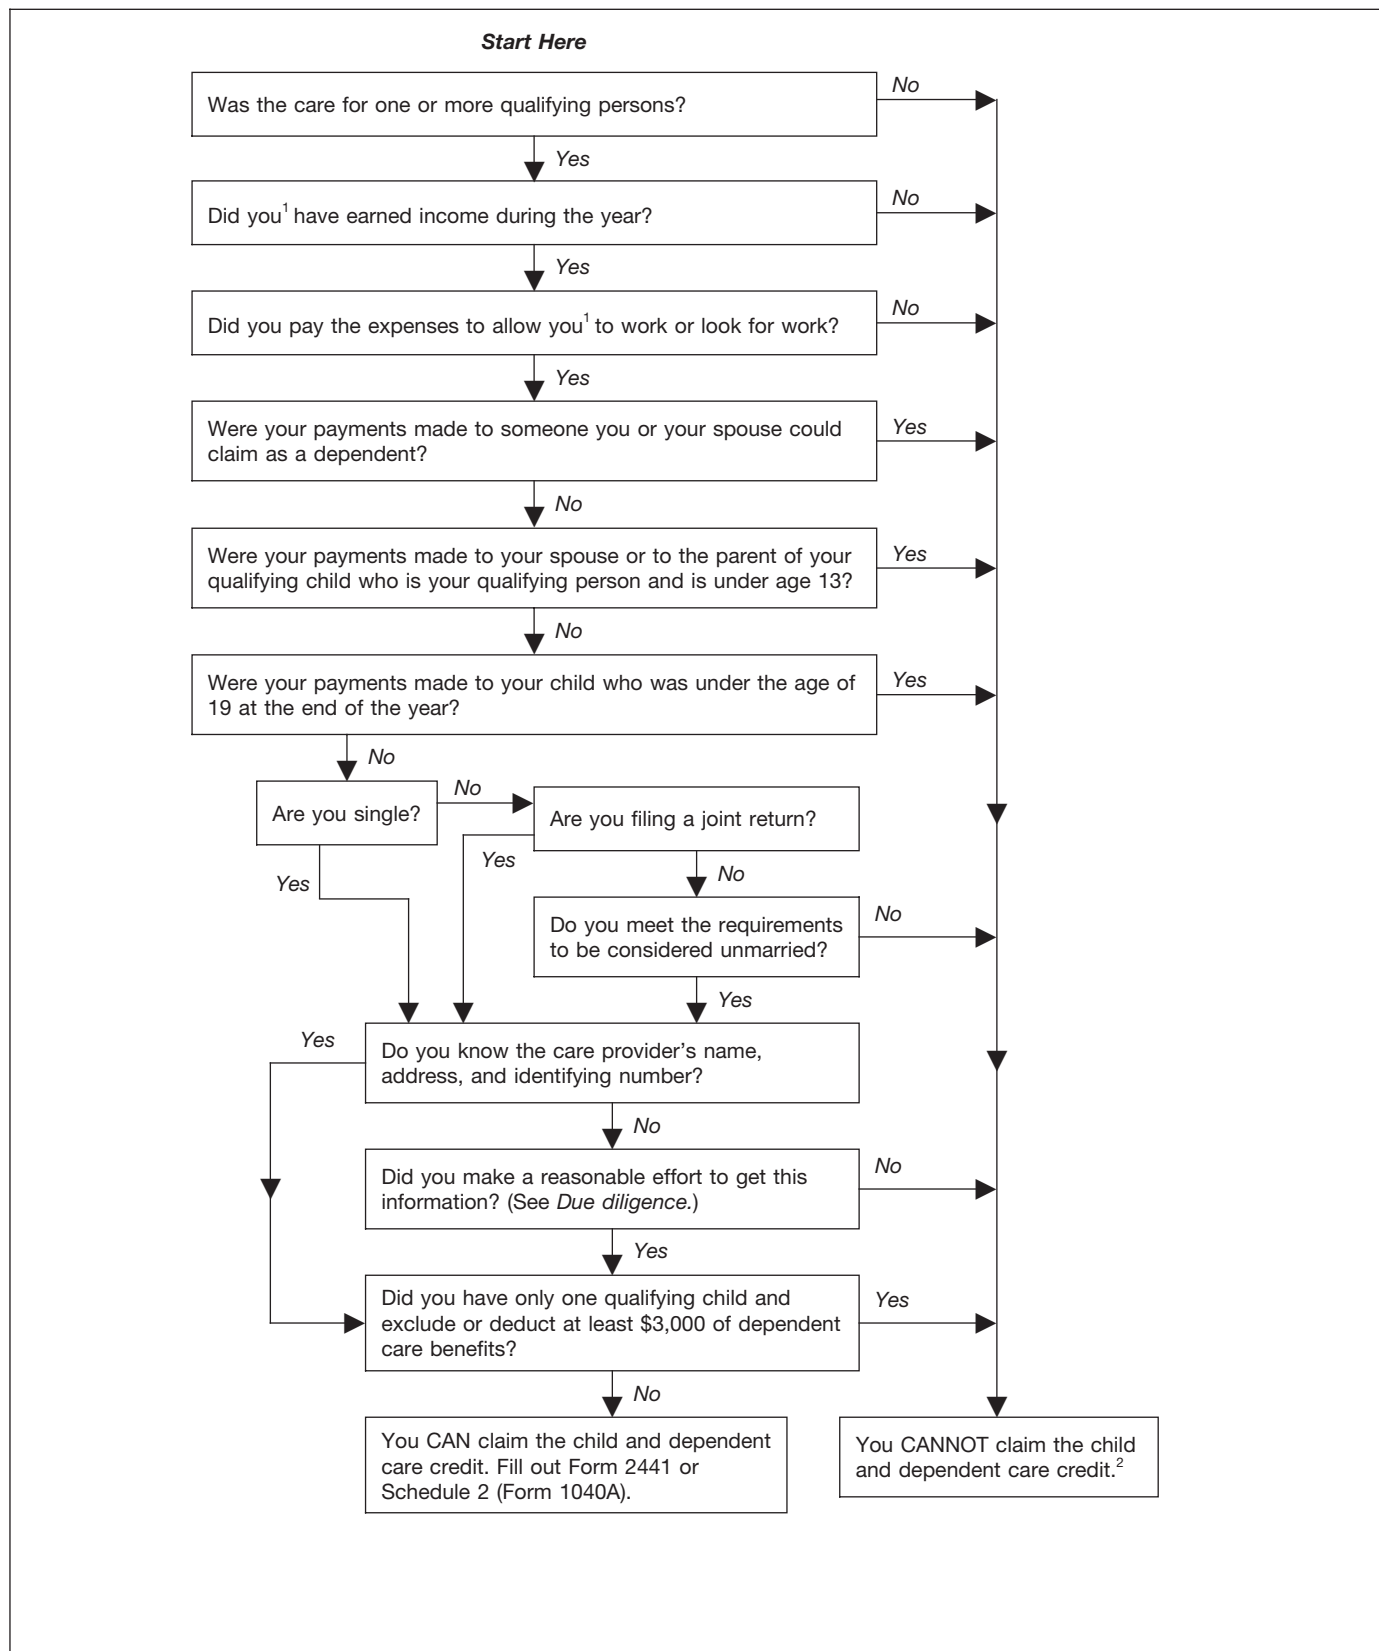 Start Here
Was the care for one or more qualifying persons?
No
Yes
Did you¹ have earned income during the year?
No
Yes
Did you pay the expenses to allow you¹ to work or look for work?
No
Yes
Were your payments made to someone you or your spouse could
claim as a dependent?
Yes
No
Were your payments made to your spouse or to the parent of your
qualifying child who is your qualifying person and is under age 13?
Yes
No
Were your payments made to your child who was under the age of
19 at the end of the year?
Yes
No
Are you single?
No
Are you filing a joint return?
Yes
Yes
No
Do you meet the requirements
to be considered unmarried?
No
Yes
Yes
Do you know the care provider's name,
address, and identifying number?
No
Did you make a reasonable effort to get this
information? (See Due diligence.)
No
Yes
Did you have only one qualifying child and
exclude or deduct at least $3,000 of dependent
care benefits?
Yes
No
You CAN claim the child and dependent
care credit. Fill out Form 2441 or
Schedule 2 (Form 1040A).
You CANNOT claim the child
and dependent care credit.²